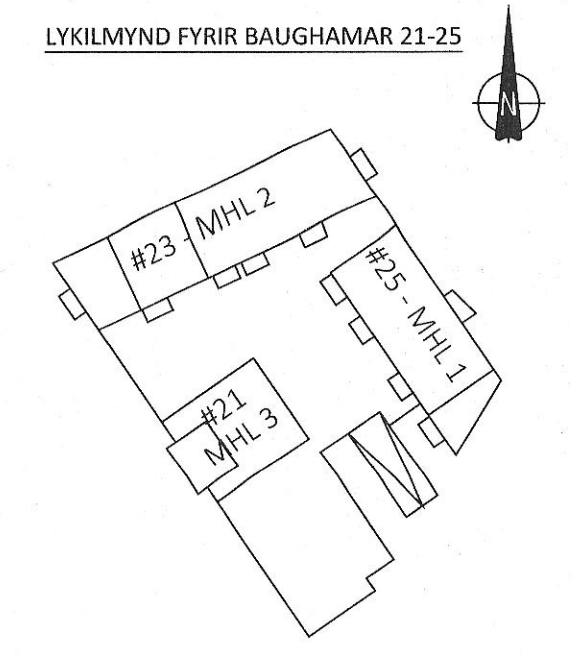 LYKILMYND FYRIR BAUGHAMAR 21-25
N
#23 - MHL 2
#25 - MHL 1
#21
MHL 3